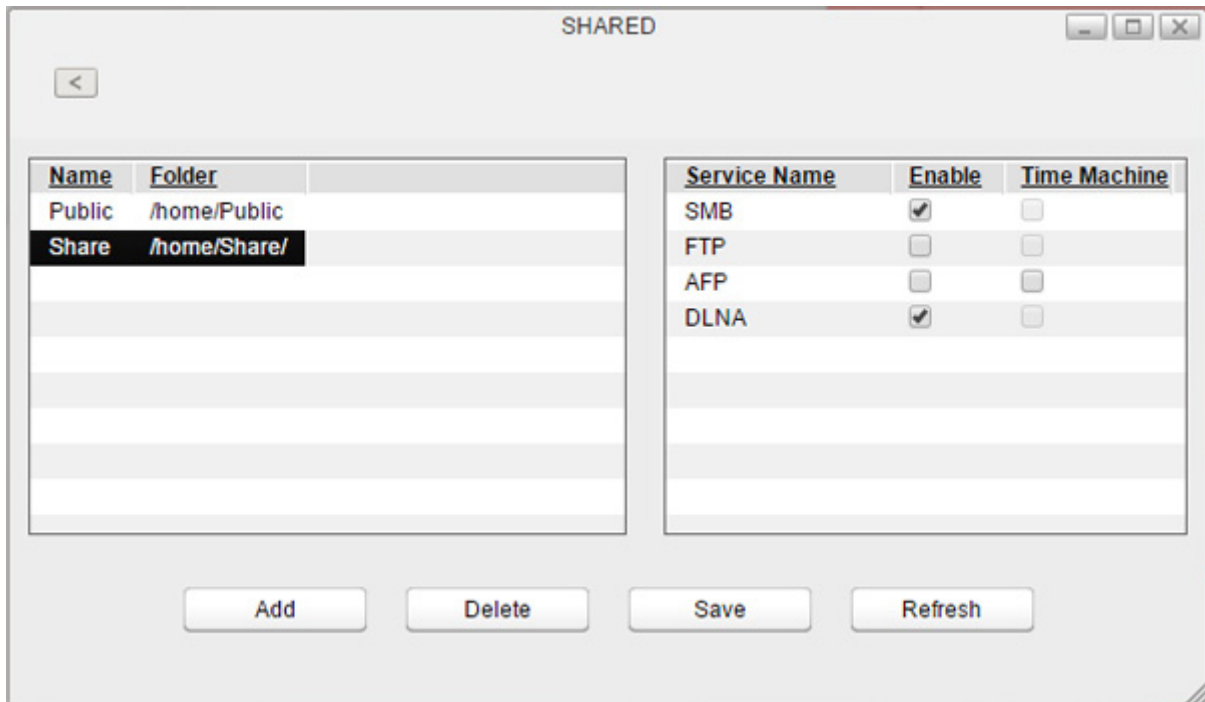 SHARED
<
Name Folder
Public /home/Public
Share /home/Share/
Service Name Enable Time Machine
SMB
FTP
AFP
DLNA
Add Delete Save Refresh